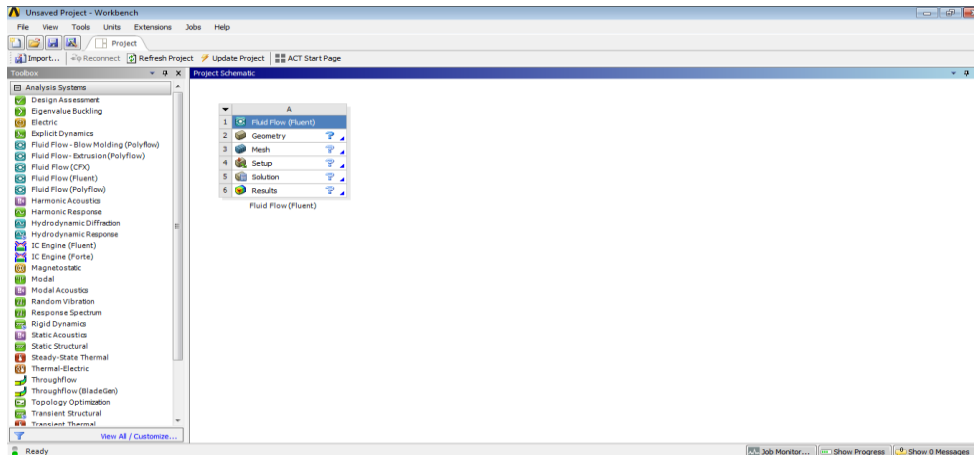 Unsaved Project - Workbench
File View Tools Units Extensions Jobs Help
Project
Import... Reconnect Refresh Project Update Project ACT Start Page
Toolbox
Analysis Systems
Design Assessment
Eigenvalue Buckling
Electric
Explicit Dynamics
Fluid Flow - Blow Molding (Polyflow)
Fluid Flow - Extrusion (Polyflow)
Fluid Flow (CFX)
Fluid Flow (Fluent)
Fluid Flow (Polyflow)
Harmonic Acoustics
Harmonic Response
Hydrodynamic Diffraction
Hydrodynamic Response
IC Engine (Fluent)
IC Engine (Forte)
Magnetostatic
Modal
Modal Acoustics
Random Vibration
Response Spectrum
Rigid Dynamics
Static Acoustics
Static Structural
Steady-State Thermal
Thermal-Electric
Throughflow
Throughflow (BladeGen)
Topology Optimization
Transient Structural
Transient Thermal
View All / Customize...
Project Schematic
A
1 Fluid Flow (Fluent)
2 Geometry ?
3 Mesh ?
4 Setup ?
5 Solution ?
6 Results ?
Fluid Flow (Fluent)
Ready
Job Monitor... Show Progress Show 0 Messages